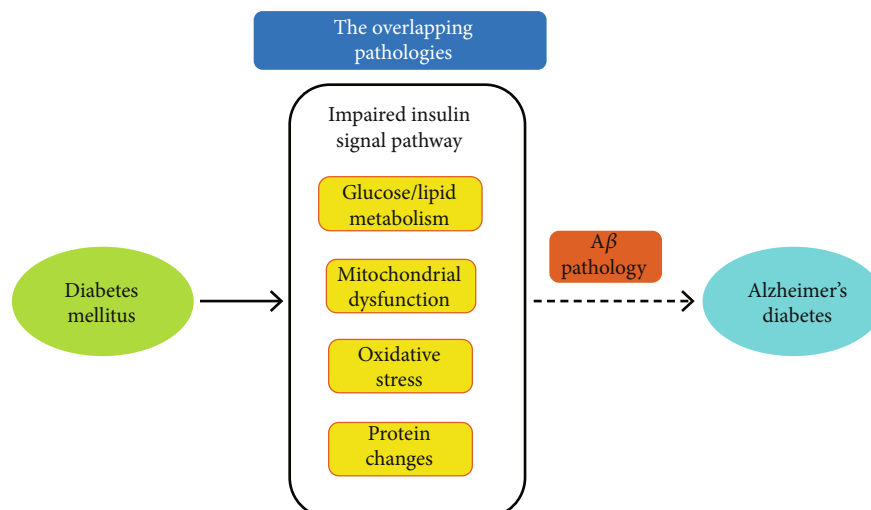 The overlapping
pathologies
Impaired insulin
signal pathway
Glucose/lipid
metabolism
Mitochondrial
dysfunction
Oxidative
stress
Protein
changes
Diabetes
mellitus
Aβ
pathology
Alzheimer's
diabetes